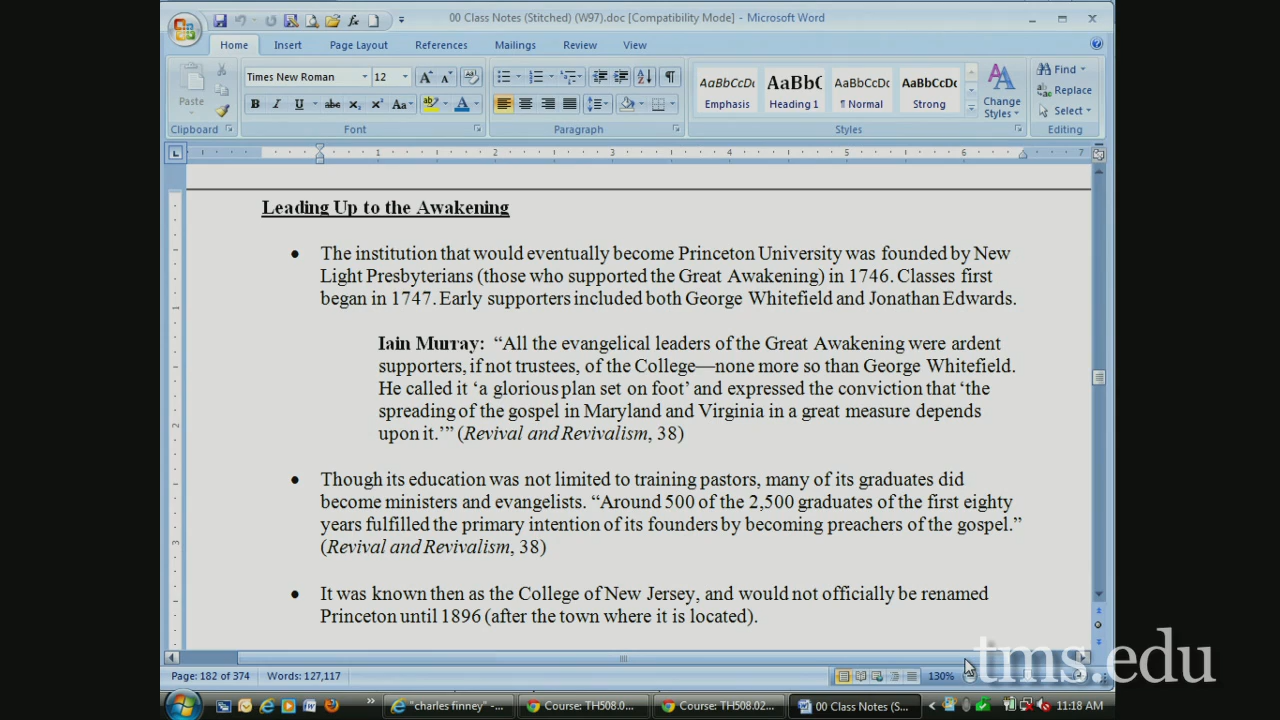 00 Class Notes (Stitched) (W97).doc [Compatibility Mode] - Microsoft Word
Home Insert Page Layout References Mailings Review View
Times New Roman 12
AaBbCcDc AaBbC AaBbCcDc AaBbCcDc
Paste Emphasis Heading 1 ¶ Normal Strong Change Styles
Find Replace Select
Clipboard Font Paragraph Styles Editing
1 2 3 4 5 6 7
Leading Up to the Awakening
• The institution that would eventually become Princeton University was founded by New
Light Presbyterians (those who supported the Great Awakening) in 1746. Classes first
began in 1747. Early supporters included both George Whitefield and Jonathan Edwards.
Iain Murray: “All the evangelical leaders of the Great Awakening were ardent
supporters, if not trustees, of the College—none more so than George Whitefield.
He called it ‘a glorious plan set on foot’ and expressed the conviction that ‘the
spreading of the gospel in Maryland and Virginia in a great measure depends
upon it.’” (Revival and Revivalism, 38)
• Though its education was not limited to training pastors, many of its graduates did
become ministers and evangelists. “Around 500 of the 2,500 graduates of the first eighty
years fulfilled the primary intention of its founders by becoming preachers of the gospel.”
(Revival and Revivalism, 38)
• It was known then as the College of New Jersey, and would not officially be renamed
Princeton until 1896 (after the town where it is located).
tms.edu
Page: 182 of 374 Words: 127,117 130%
"charles finney" -... Course: TH508.0... Course: TH508.02... 00 Class Notes (S... 11:18 AM